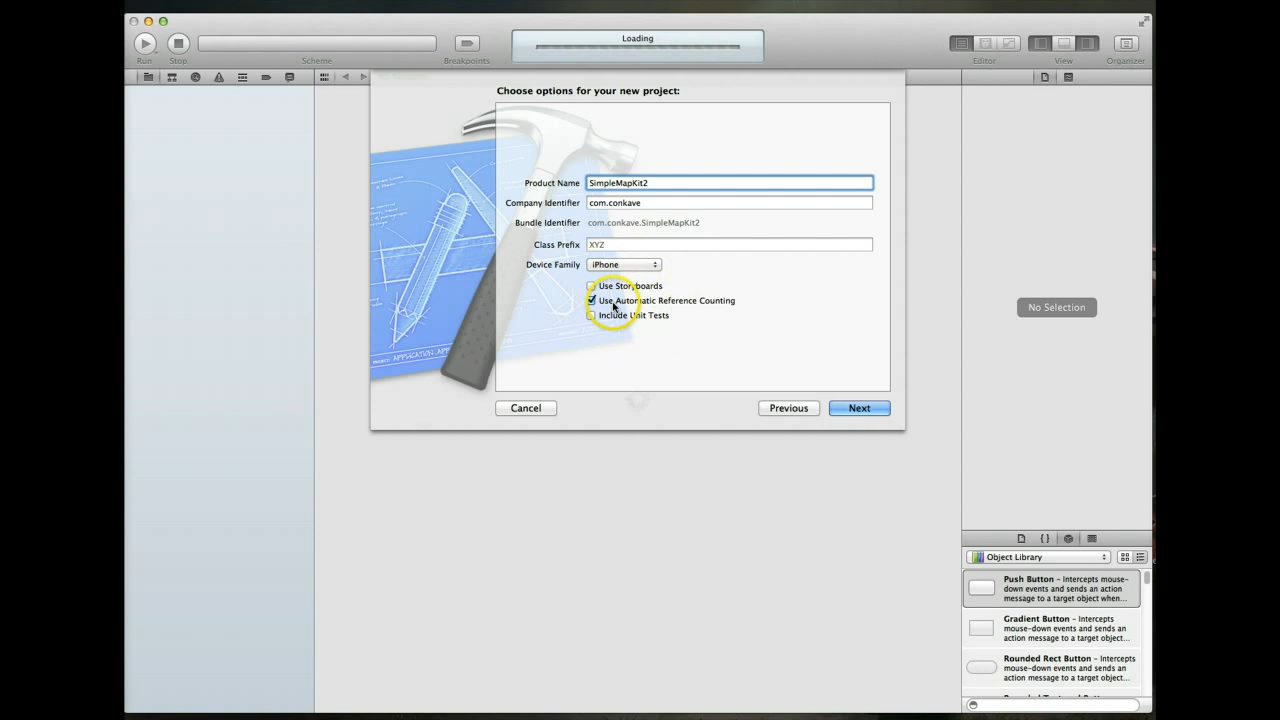 Loading
Run
Stop
Scheme
Breakpoints
Editor
View
Organizer
Choose options for your new project:
Product Name
SimpleMapKit2
Company Identifier
com.conkave
Bundle Identifier
com.conkave.SimpleMapKit2
Class Prefix
XYZ
Device Family
iPhone
Use Storyboards
Use Automatic Reference Counting
Include Unit Tests
Cancel
Previous
Next
No Selection
{ }
Object Library
Push Button - Intercepts mouse-
down events and sends an action
message to a target object when...
Gradient Button - Intercepts
mouse-down events and sends an
action message to a target object...
Rounded Rect Button - Intercepts
mouse-down events and sends an
action message to a target object...